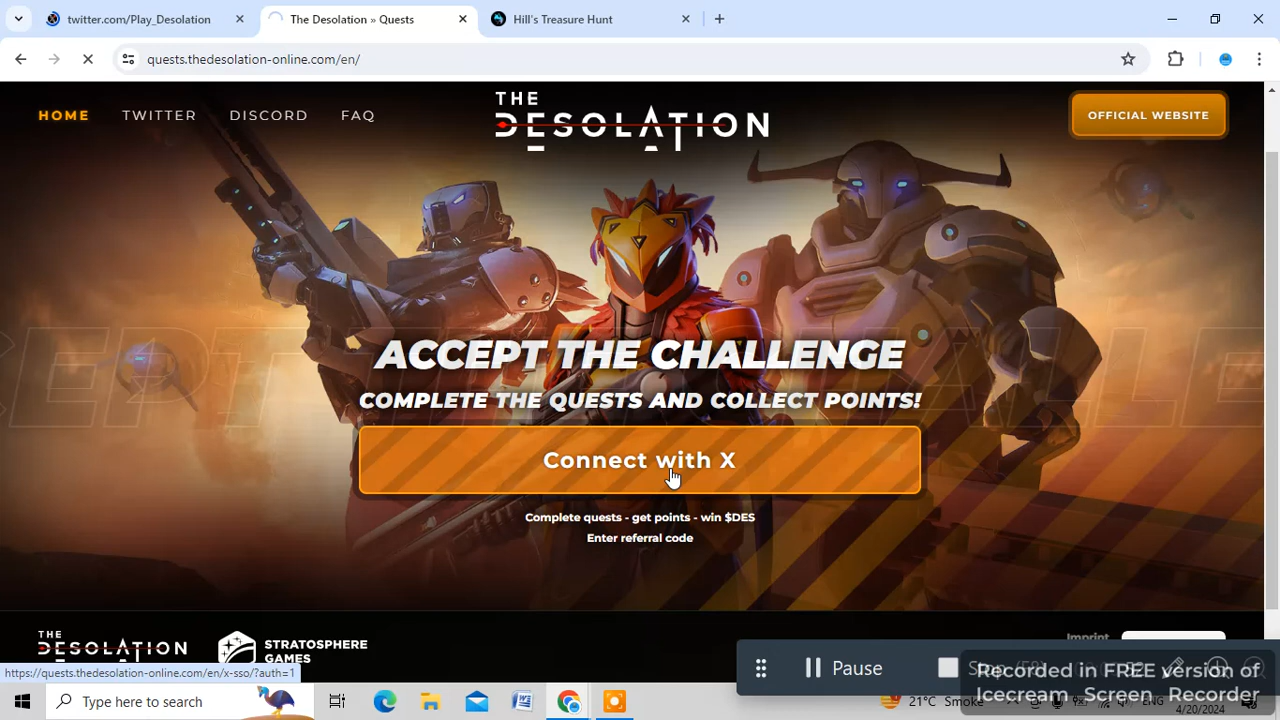 twitter.com/Play_Desolation
The Desolation » Quests
Hill's Treasure Hunt
quests.thedesolation-online.com/en/
HOME
TWITTER
DISCORD
FAQ
THE
DESOLATION
OFFICIAL WEBSITE
ACCEPT THE CHALLENGE
COMPLETE THE QUESTS AND COLLECT POINTS!
Connect with X
Complete quests - get points - win $DES
Enter referral code
THE
DESOLATION
STRATOSPHERE
GAMES
Imprint
https://quests.thedesolation-online.com/en/x-sso/?auth=1
Pause
Recorded in FREE version of
Icecream Screen Recorder
Type here to search
21°C Smoke
4/20/2024